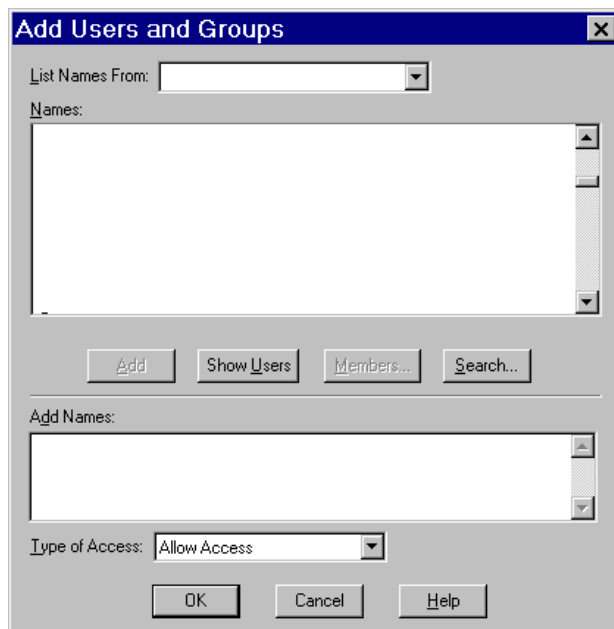 Add Users and Groups
List Names From:
Names:
Add Show Users Members... Search...
Add Names:
Type of Access: Allow Access
OK Cancel Help